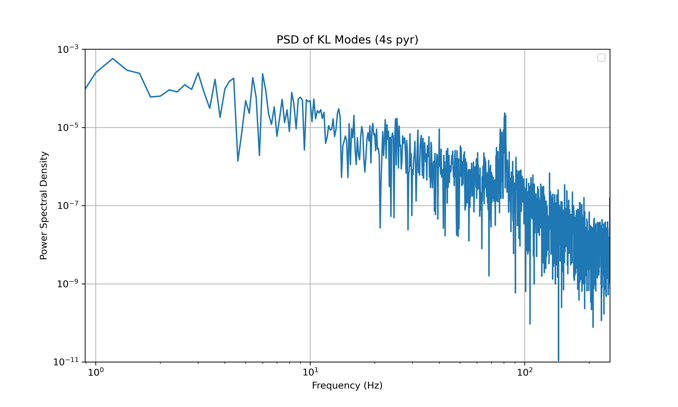 PSD of KL Modes (4s pyr)
10⁻³
10⁻⁵
10⁻⁷
10⁻⁹
10⁻¹¹
Power Spectral Density
10⁰ 10¹ 10²
Frequency (Hz)